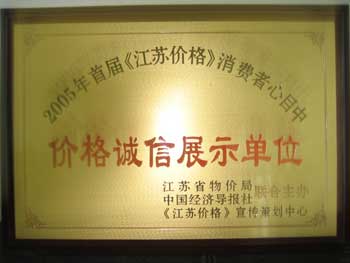 2005年首届《江苏价格》消费者心目中
价格诚信展示单位
江苏省物价局
中国经济导报社
《江苏价格》宣传策划中心
联合主办